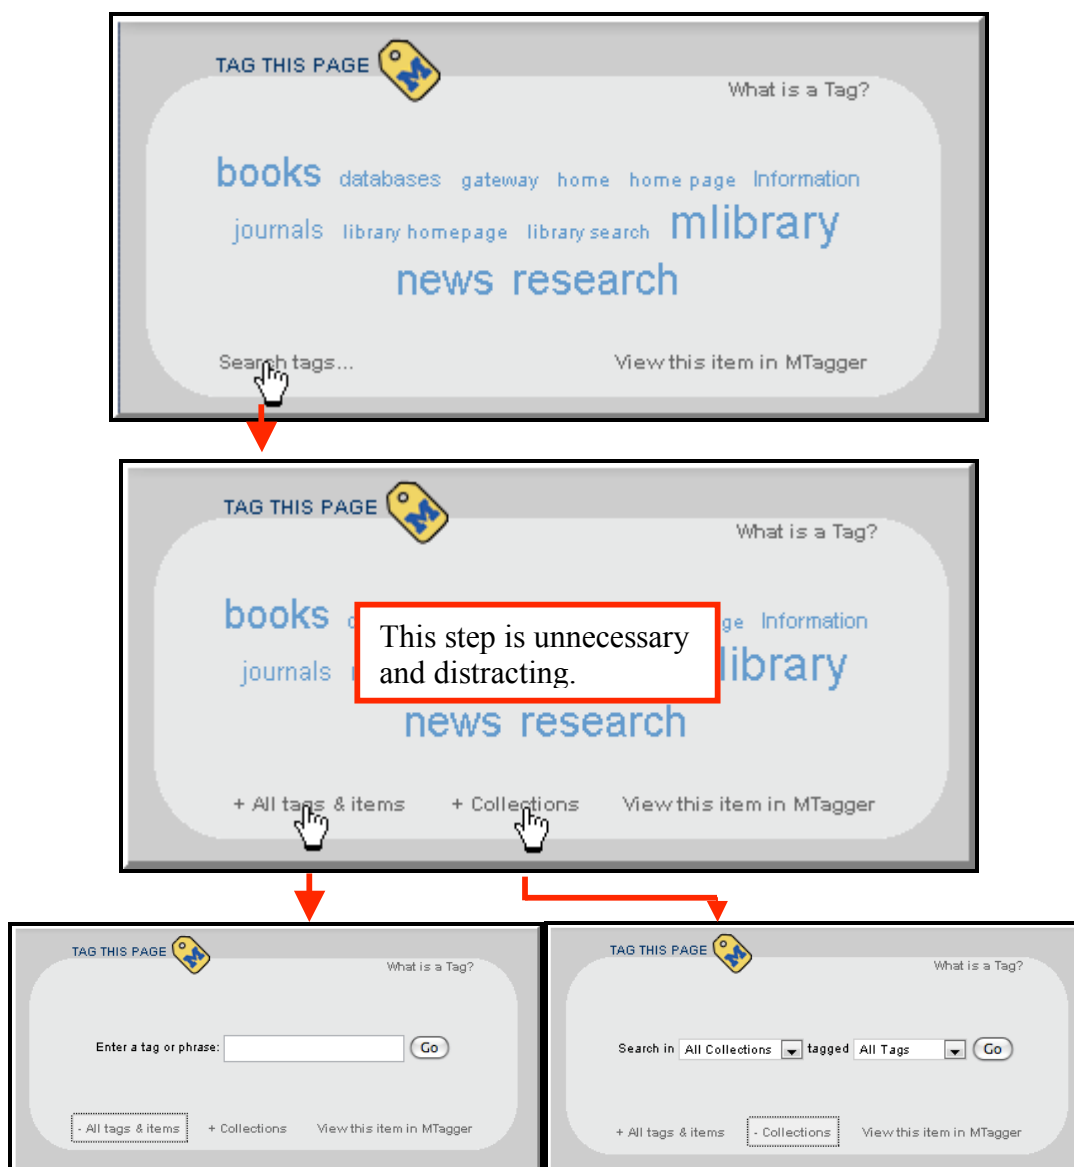 TAG THIS PAGE
What is a Tag?
books databases gateway home home page Information
journals library homepage library search mlibrary
news research
Search tags...
View this item in MTagger
TAG THIS PAGE
What is a Tag?
books
ge Information
This step is unnecessary
and distracting.
journals
library
news research
+ All tags & items + Collections View this item in MTagger
TAG THIS PAGE
What is a Tag?
Enter a tag or phrase: Go
- All tags & items + Collections View this item in MTagger
TAG THIS PAGE
What is a Tag?
Search in All Collections tagged All Tags Go
+ All tags & items - Collections View this item in MTagger